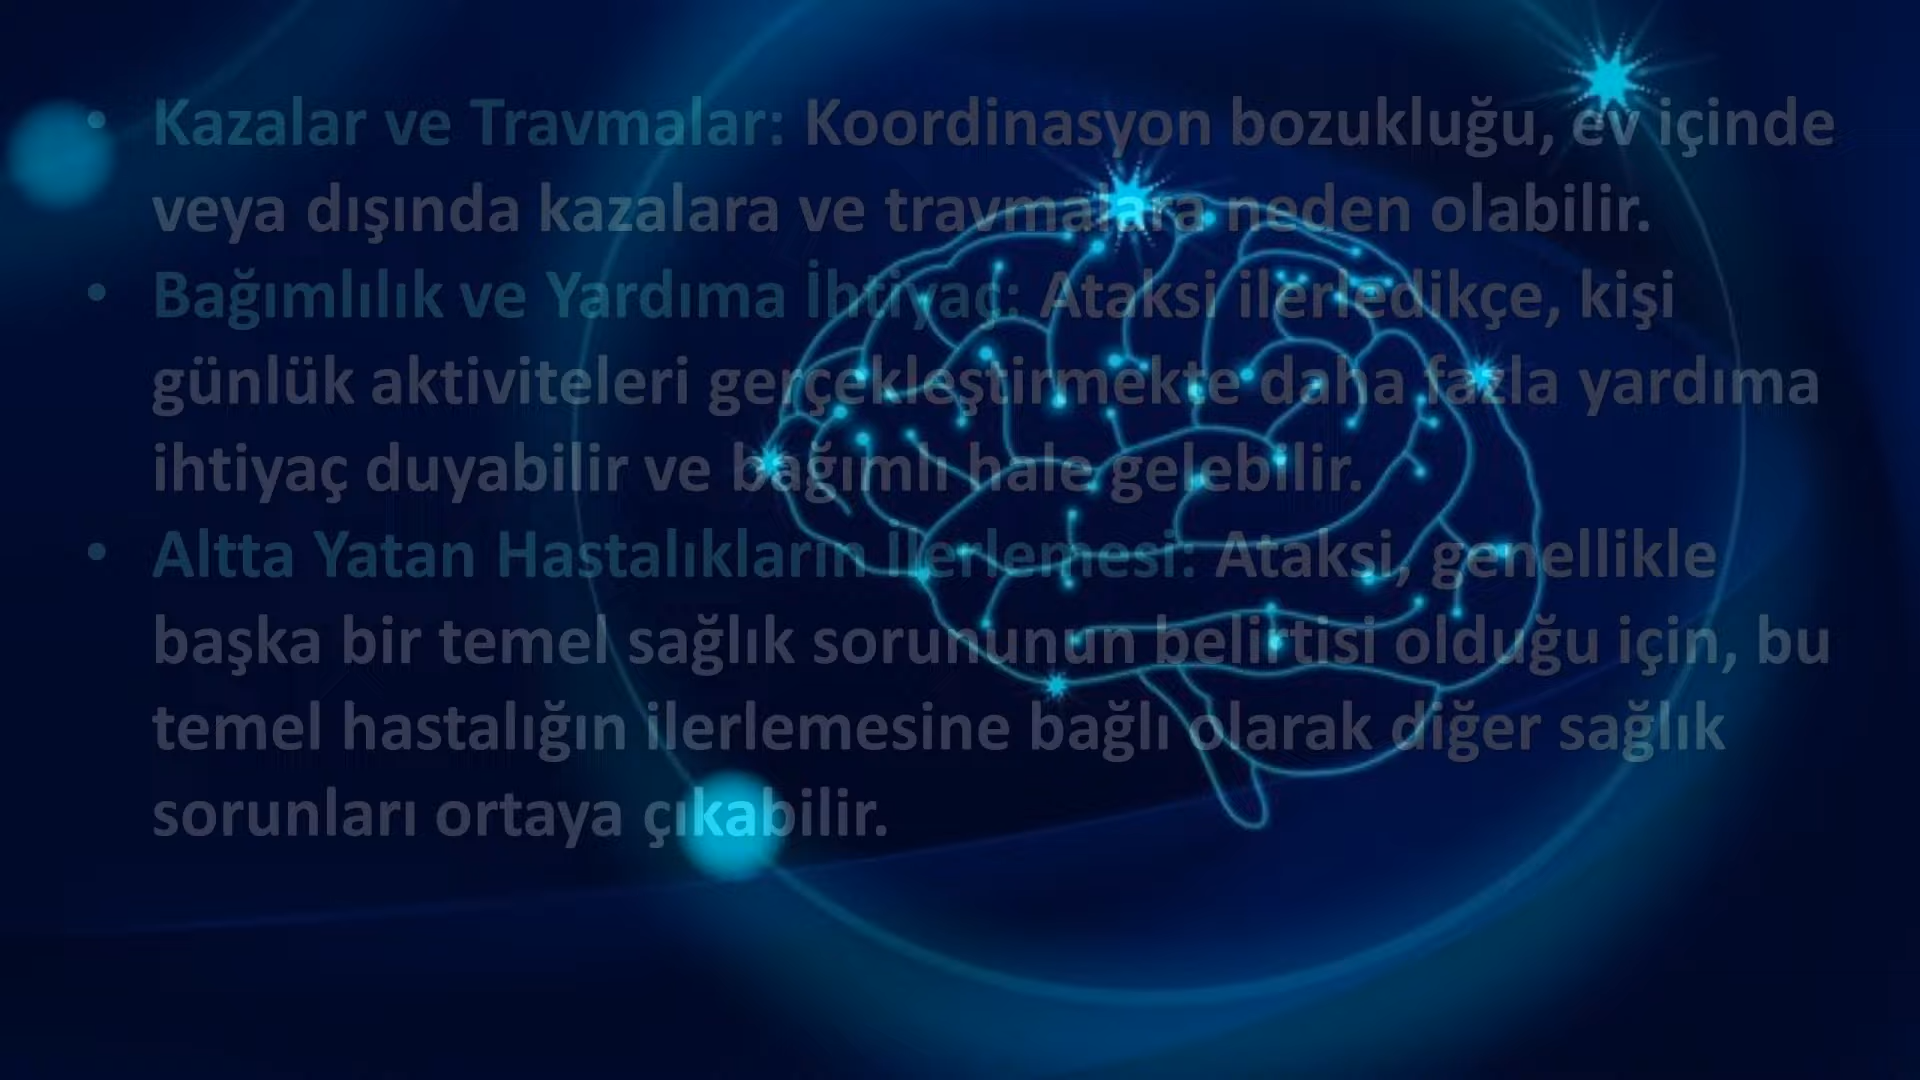 • Kazalar ve Travmalar: Koordinasyon bozukluğu, ev içinde
veya dışında kazalara ve travmalara neden olabilir.
• Bağımlılık ve Yardıma İhtiyaç: Ataksi ilerledikçe, kişi
günlük aktiviteleri gerçekleştirmekte daha fazla yardıma
ihtiyaç duyabilir ve bağımlı hale gelebilir.
• Altta Yatan Hastalıkların İlerlemesi: Ataksi, genellikle
başka bir temel sağlık sorununun belirtisi olduğu için, bu
temel hastalığın ilerlemesine bağlı olarak diğer sağlık
sorunları ortaya çıkabilir.